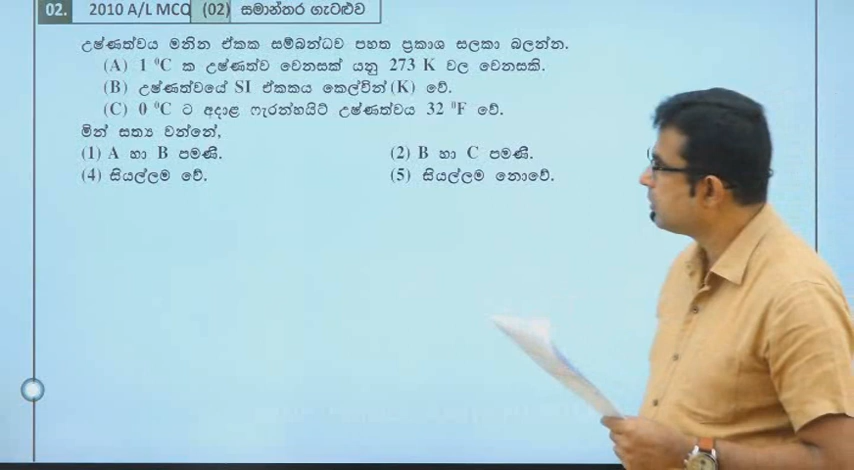 02. 2010 A/L MCQ (02) සමාන්තර ගැටළුව
උෂ්ණත්වය මනින ඒකක සම්බන්ධව පහත ප්‍රකාශ සලකා බලන්න.
(A) 1 ⁰C ක උෂ්ණත්ව වෙනසක් යනු 273 K වල වෙනසකි.
(B) උෂ්ණත්වයේ SI ඒකකය කෙල්වින් (K) වේ.
(C) 0 ⁰C ට අදාළ ෆැරන්හයිට් උෂ්ණත්වය 32 ⁰F වේ.
මින් සත්‍ය වන්නේ,
(1) A හා B පමණි. (2) B හා C පමණි.
(4) සියල්ලම වේ. (5) සියල්ලම නොවේ.